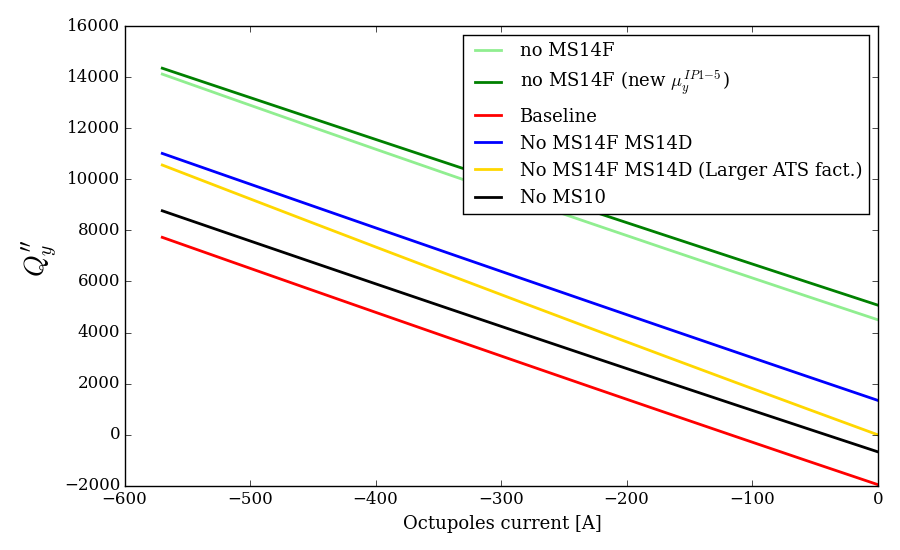 16000
14000
12000
10000
8000
6000
4000
2000
0
−2000
−600
−500
−400
−300
−200
−100
0
Octupoles current [A]
Q″y
no MS14F
no MS14F (new μ_y^{IP1−5})
Baseline
No MS14F MS14D
No MS14F MS14D (Larger ATS fact.)
No MS10